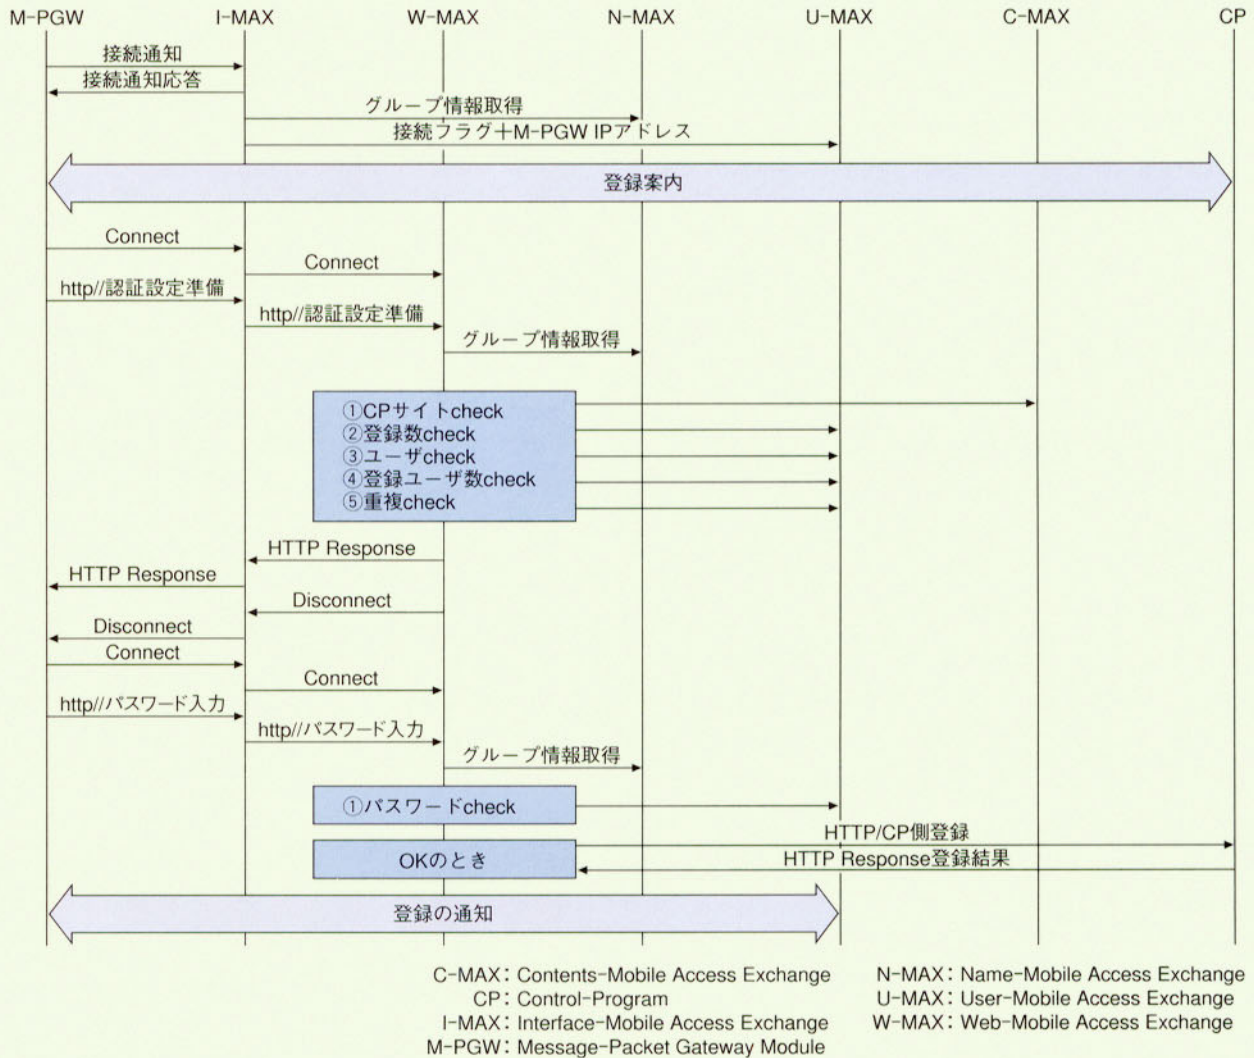 M-PGW I-MAX W-MAX N-MAX U-MAX C-MAX CP
接続通知
接続通知応答
グループ情報取得
接続フラグ＋M-PGW IPアドレス
登録案内
Connect
Connect
http//認証設定準備
http//認証設定準備
グループ情報取得
①CPサイトcheck
②登録数check
③ユーザcheck
④登録ユーザ数check
⑤重複check
HTTP Response
HTTP Response
Disconnect
Disconnect
Connect
Connect
http//パスワード入力
http//パスワード入力
グループ情報取得
①パスワードcheck
HTTP/CP側登録
OKのとき
HTTP Response登録結果
登録の通知
C-MAX：Contents-Mobile Access Exchange
CP：Control-Program
I-MAX：Interface-Mobile Access Exchange
M-PGW：Message-Packet Gateway Module
N-MAX：Name-Mobile Access Exchange
U-MAX：User-Mobile Access Exchange
W-MAX：Web-Mobile Access Exchange